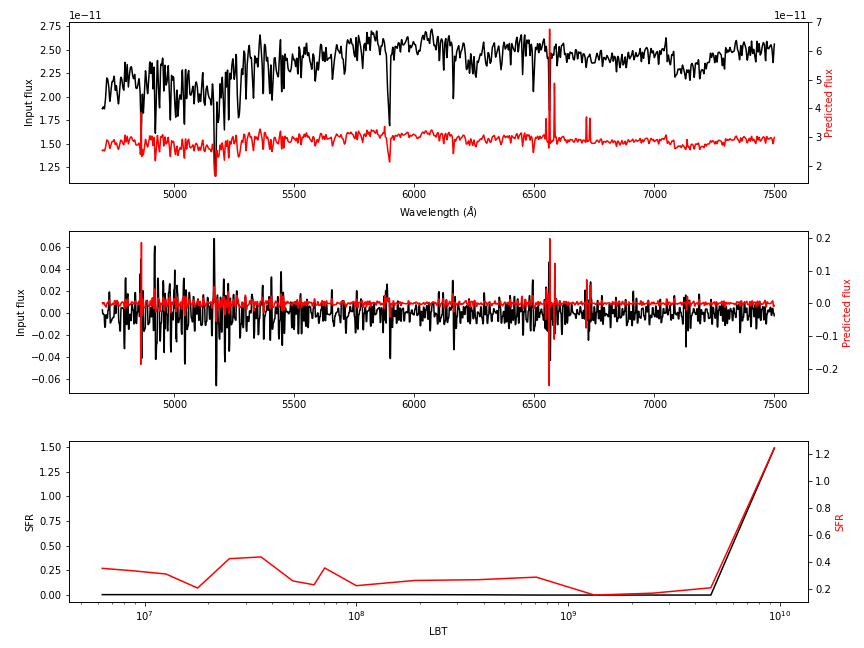 1e−11
1e−11
2.75
2.50
2.25
2.00
1.75
1.50
1.25
Input flux
7
6
5
4
3
2
Predicted flux
5000 5500 6000 6500 7000 7500
Wavelength (Å)
0.06
0.04
0.02
0.00
−0.02
−0.04
−0.06
Input flux
0.2
0.1
0.0
−0.1
−0.2
Predicted flux
5000 5500 6000 6500 7000 7500
1.50
1.25
1.00
0.75
0.50
0.25
0.00
SFR
1.2
1.0
0.8
0.6
0.4
0.2
SFR
10⁷ 10⁸ 10⁹ 10¹⁰
LBT